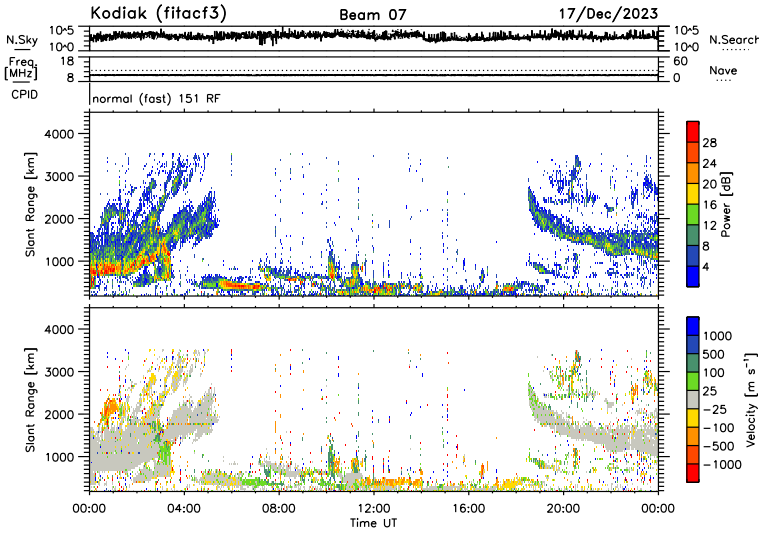 Kodiak (fitacf3) Beam 07 17/Dec/2023
N.Sky 10^5 10^0 10^5 10^0 N.Search
Freq. [MHz] 18 8 60 0 Nave
CPID normal (fast) 151 RF
Slant Range [km] 4000 3000 2000 1000
Power [dB] 28 24 20 16 12 8 4
Slant Range [km] 4000 3000 2000 1000
Velocity [m s^-1] 1000 500 100 25 -25 -100 -500 -1000
00:00 04:00 08:00 12:00 16:00 20:00 00:00
Time UT